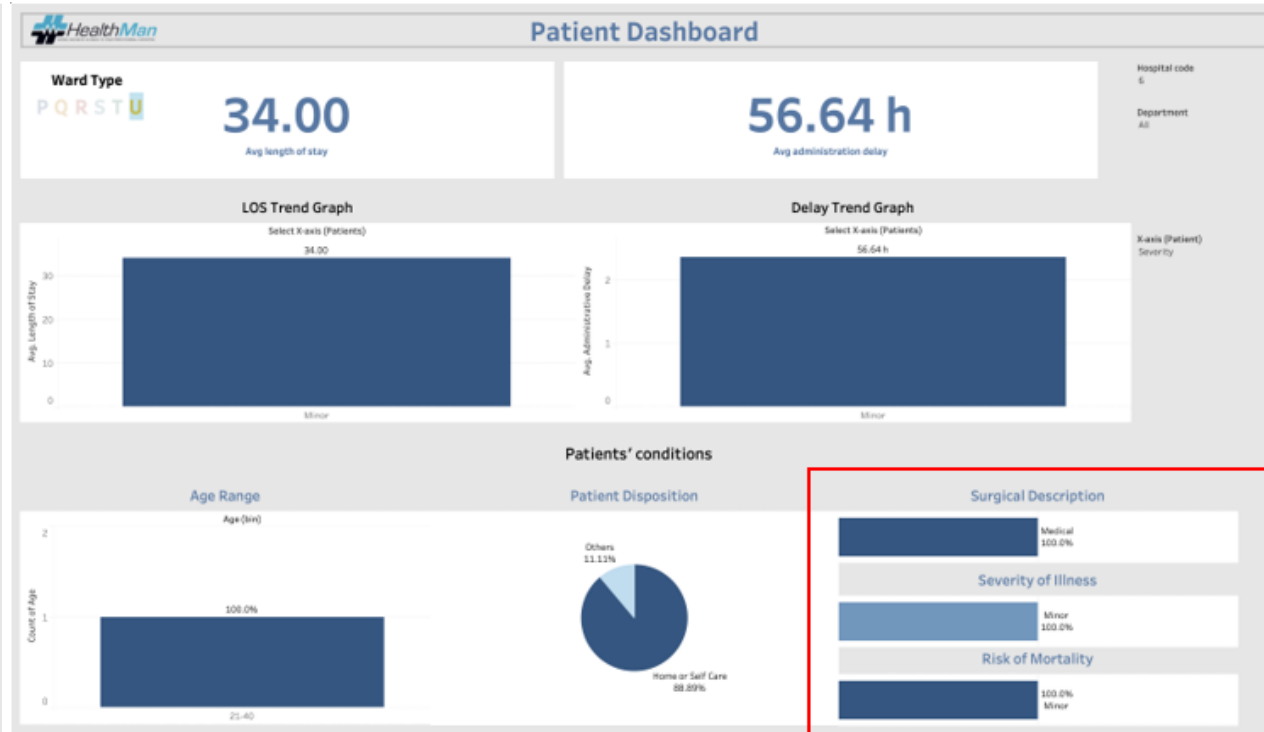 HealthMan
Patient Dashboard
Ward Type
P Q R S T U
34.00
Avg length of stay
56.64 h
Avg administration delay
Hospital code
6
Department
All
LOS Trend Graph
Select X-axis (Patients)
34.00
Avg. Length of Stay
30
20
10
0
Minor
Delay Trend Graph
Select X-axis (Patients)
56.64 h
Avg. Administrative Delay
2
1
0
Minor
X-axis (Patient)
Severity
Patients' conditions
Age Range
Age (bin)
Count of Age
2
1
0
100.0%
21-40
Patient Disposition
Others
11.11%
Home or Self Care
88.89%
Surgical Description
Medical
100.0%
Severity of Illness
Minor
100.0%
Risk of Mortality
100.0%
Minor